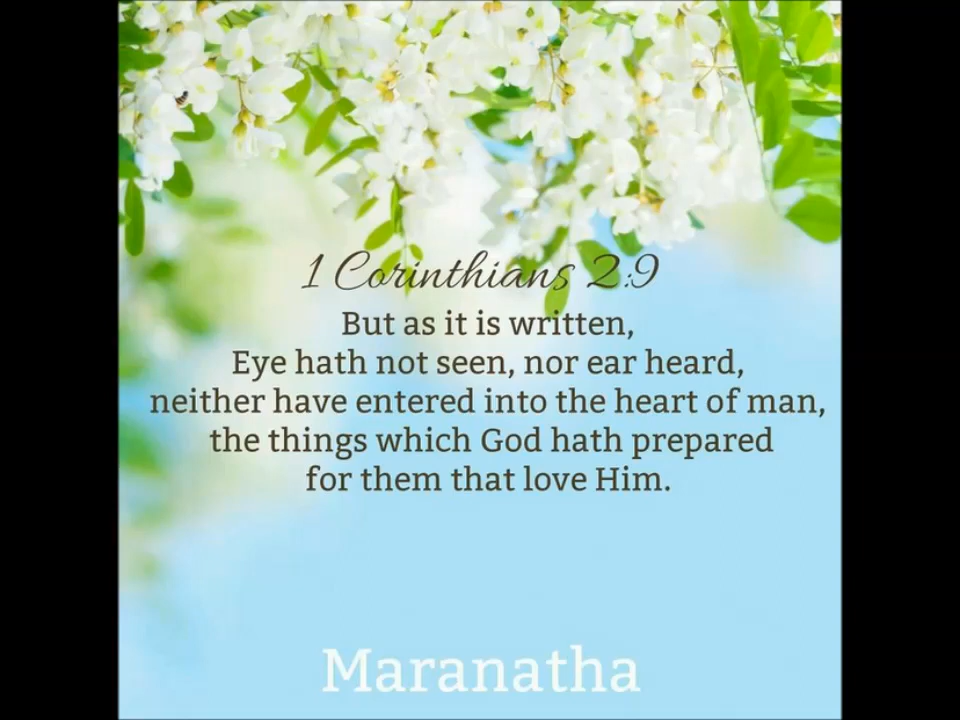 1 Corinthians 2:9
But as it is written,
Eye hath not seen, nor ear heard,
neither have entered into the heart of man,
the things which God hath prepared
for them that love Him.
Maranatha